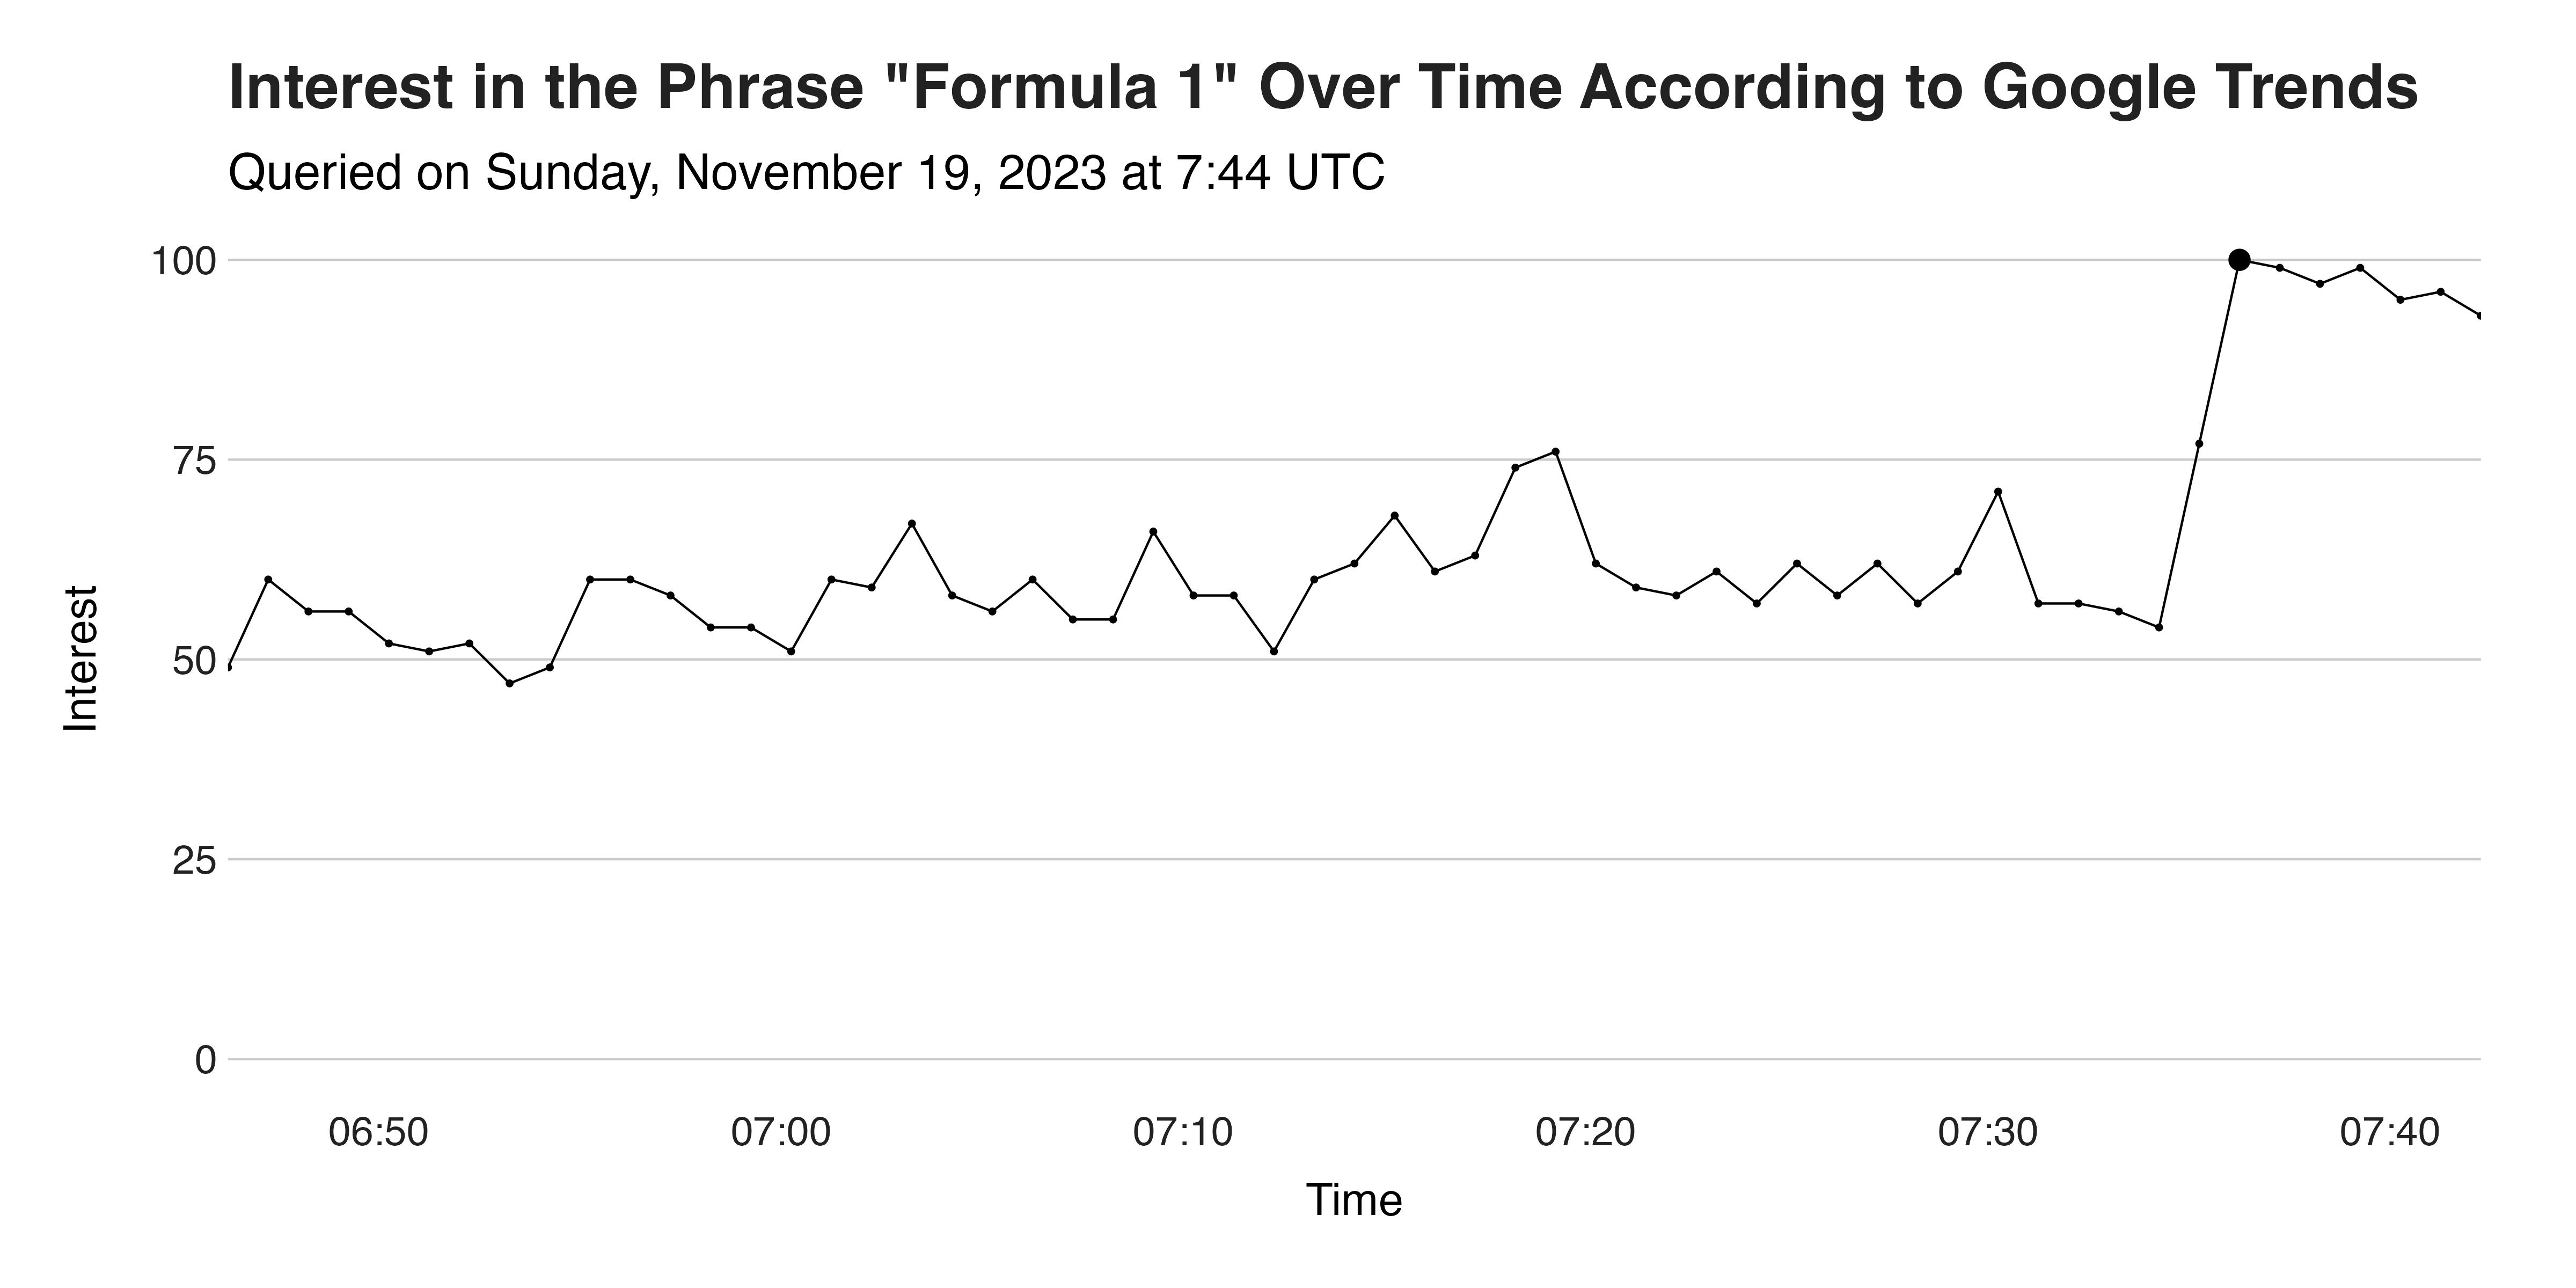 Interest in the Phrase "Formula 1" Over Time According to Google Trends
Queried on Sunday, November 19, 2023 at 7:44 UTC
100
75
50
25
0
Interest
06:50 07:00 07:10 07:20 07:30 07:40
Time